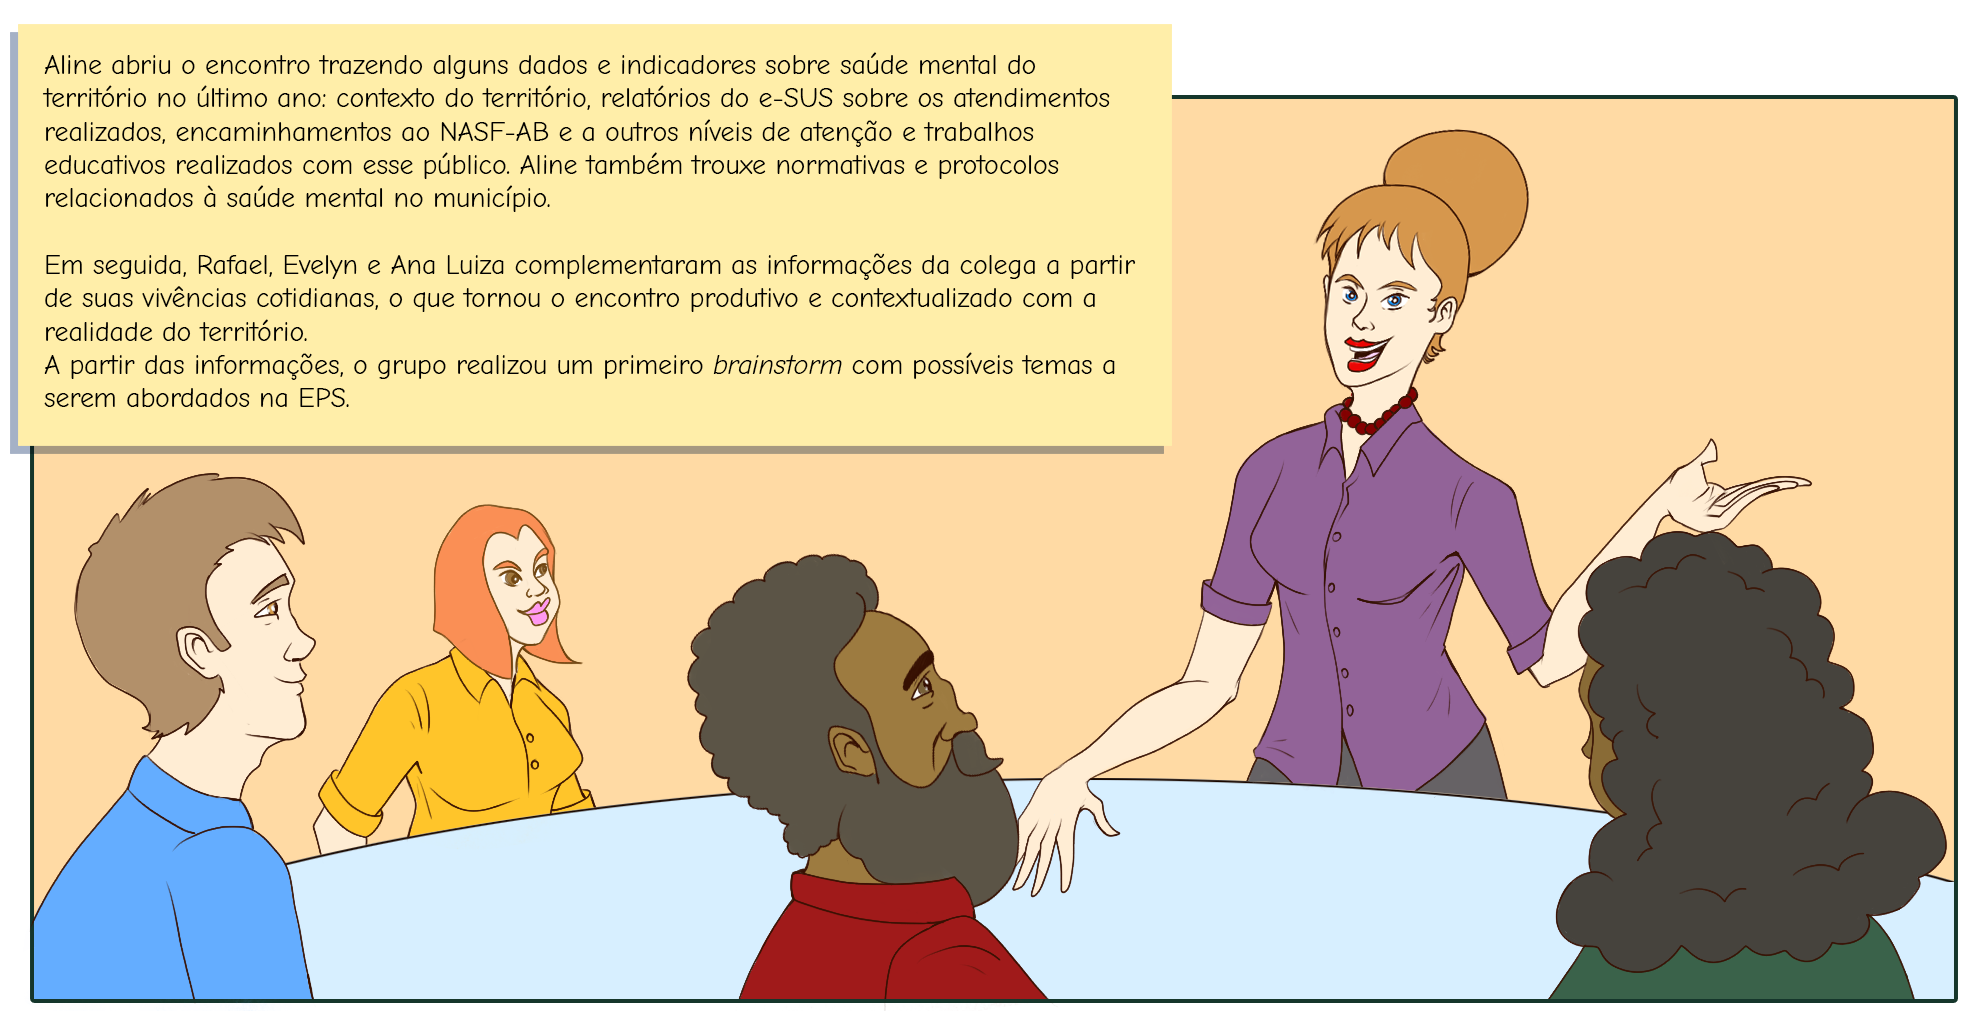 Aline abriu o encontro trazendo alguns dados e indicadores sobre saúde mental do
território no último ano: contexto do território, relatórios do e-SUS sobre os atendimentos
realizados, encaminhamentos ao NASF-AB e a outros níveis de atenção e trabalhos
educativos realizados com esse público. Aline também trouxe normativas e protocolos
relacionados à saúde mental no município.
Em seguida, Rafael, Evelyn e Ana Luiza complementaram as informações da colega a partir
de suas vivências cotidianas, o que tornou o encontro produtivo e contextualizado com a
realidade do território.
A partir das informações, o grupo realizou um primeiro brainstorm com possíveis temas a
serem abordados na EPS.